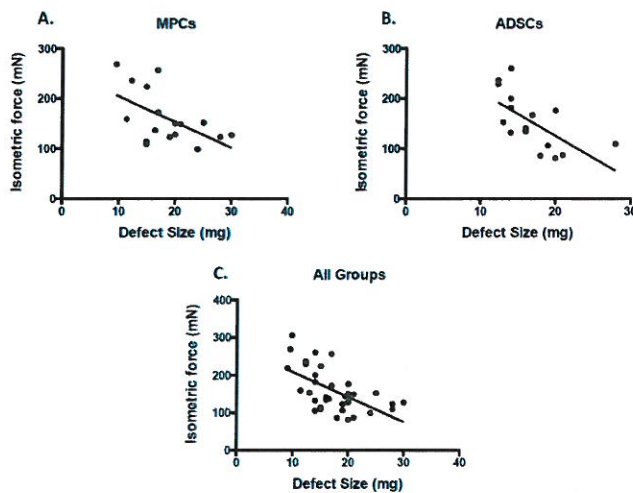 A.
MPCs
Isometric force (mN)
300
200
100
0
0
10
20
30
40
Defect Size (mg)
B.
ADSCs
Isometric force (mN)
300
200
100
0
0
10
20
30
Defect Size (mg)
C.
All Groups
Isometric force (mN)
400
300
200
100
0
0
10
20
30
40
Defect Size (mg)